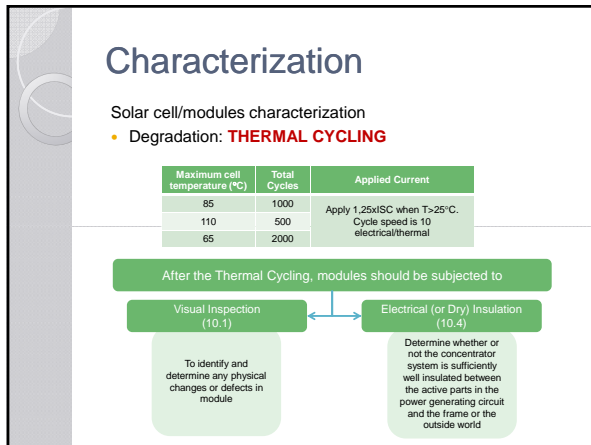 Characterization
Solar cell/modules characterization
• Degradation: THERMAL CYCLING
Maximum cell temperature (ºC) Total Cycles Applied Current
85 1000 Apply 1,25xISC when T>25°C. Cycle speed is 10 electrical/thermal
110 500
65 2000
After the Thermal Cycling, modules should be subjected to
Visual Inspection
(10.1)
Electrical (or Dry) Insulation
(10.4)
To identify and
determine any physical
changes or defects in
module
Determine whether or
not the concentrator
system is sufficiently
well insulated between
the active parts in the
power generating circuit
and the frame or the
outside world